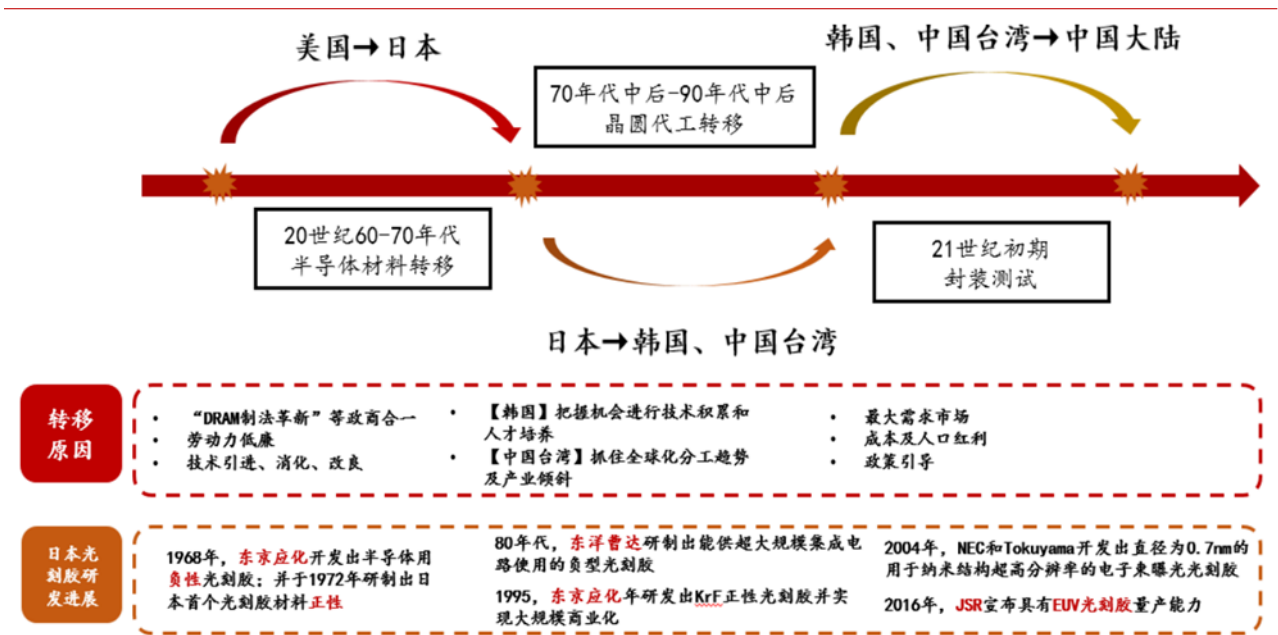 美国→日本
韩国、中国台湾→中国大陆
70年代中后-90年代中后
晶圆代工转移
20世纪60-70年代
半导体材料转移
21世纪初期
封装测试
日本→韩国、中国台湾
转移
原因
• “DRAM制法革新”等政商合一
• 劳动力低廉
• 技术引进、消化、改良
• 【韩国】把握机会进行技术积累和
人才培养
• 【中国台湾】抓住全球化分工趋势
及产业倾斜
• 最大需求市场
• 成本及人口红利
• 政策引导
日本光
刻胶研
发进展
1968年，东京应化开发出半导体用
负性光刻胶；并于1972年研制出日
本首个光刻胶材料正性
80年代，东洋曹达研制出能供超大规模集成电
路使用的负型光刻胶
1995，东京应化年研发出KrF正性光刻胶并实
现大规模商业化
2004年，NEC和Tokuyama开发出直径为0.7nm的
用于纳米结构超高分辨率的电子束曝光光刻胶
2016年，JSR宣布具有EUV光刻胶量产能力